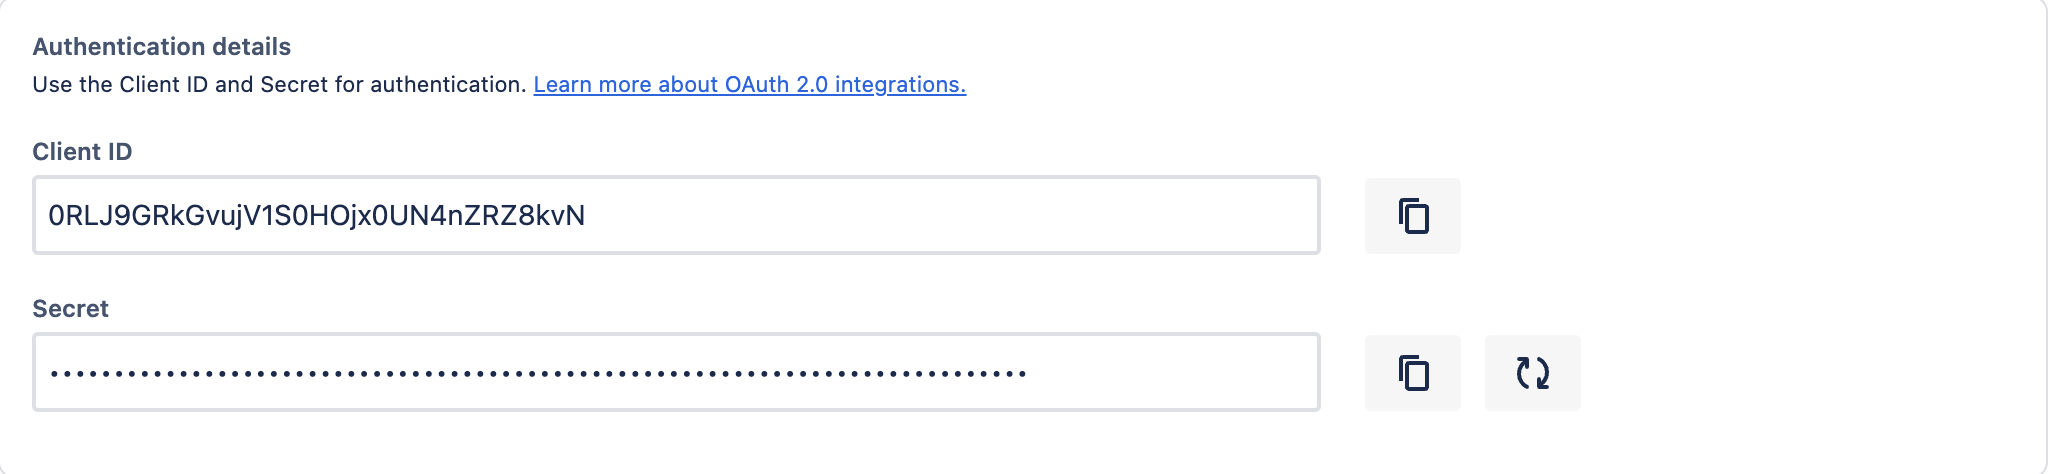 Authentication details
Use the Client ID and Secret for authentication. Learn more about OAuth 2.0 integrations.
Client ID
0RLJ9GRkGvujV1S0HOjx0UN4nZRZ8kvN
Secret
••••••••••••••••••••••••••••••••••••••••••••••••••••••••••••••••••••••••••••